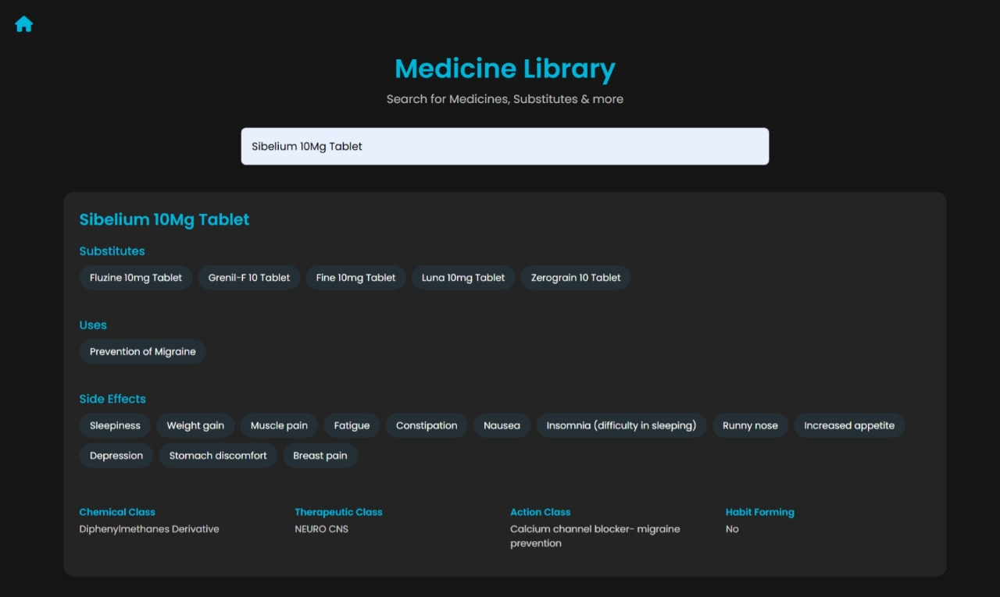 Medicine Library
Search for Medicines, Substitutes & more
Sibelium 10Mg Tablet
Sibelium 10Mg Tablet
Substitutes
Fluzine 10mg Tablet Grenil-F 10 Tablet Fine 10mg Tablet Luna 10mg Tablet Zerograin 10 Tablet
Uses
Prevention of Migraine
Side Effects
Sleepiness Weight gain Muscle pain Fatigue Constipation Nausea Insomnia (difficulty in sleeping) Runny nose Increased appetite
Depression Stomach discomfort Breast pain
Chemical Class Therapeutic Class Action Class Habit Forming
Diphenylmethanes Derivative NEURO CNS Calcium channel blocker- migraine No
prevention